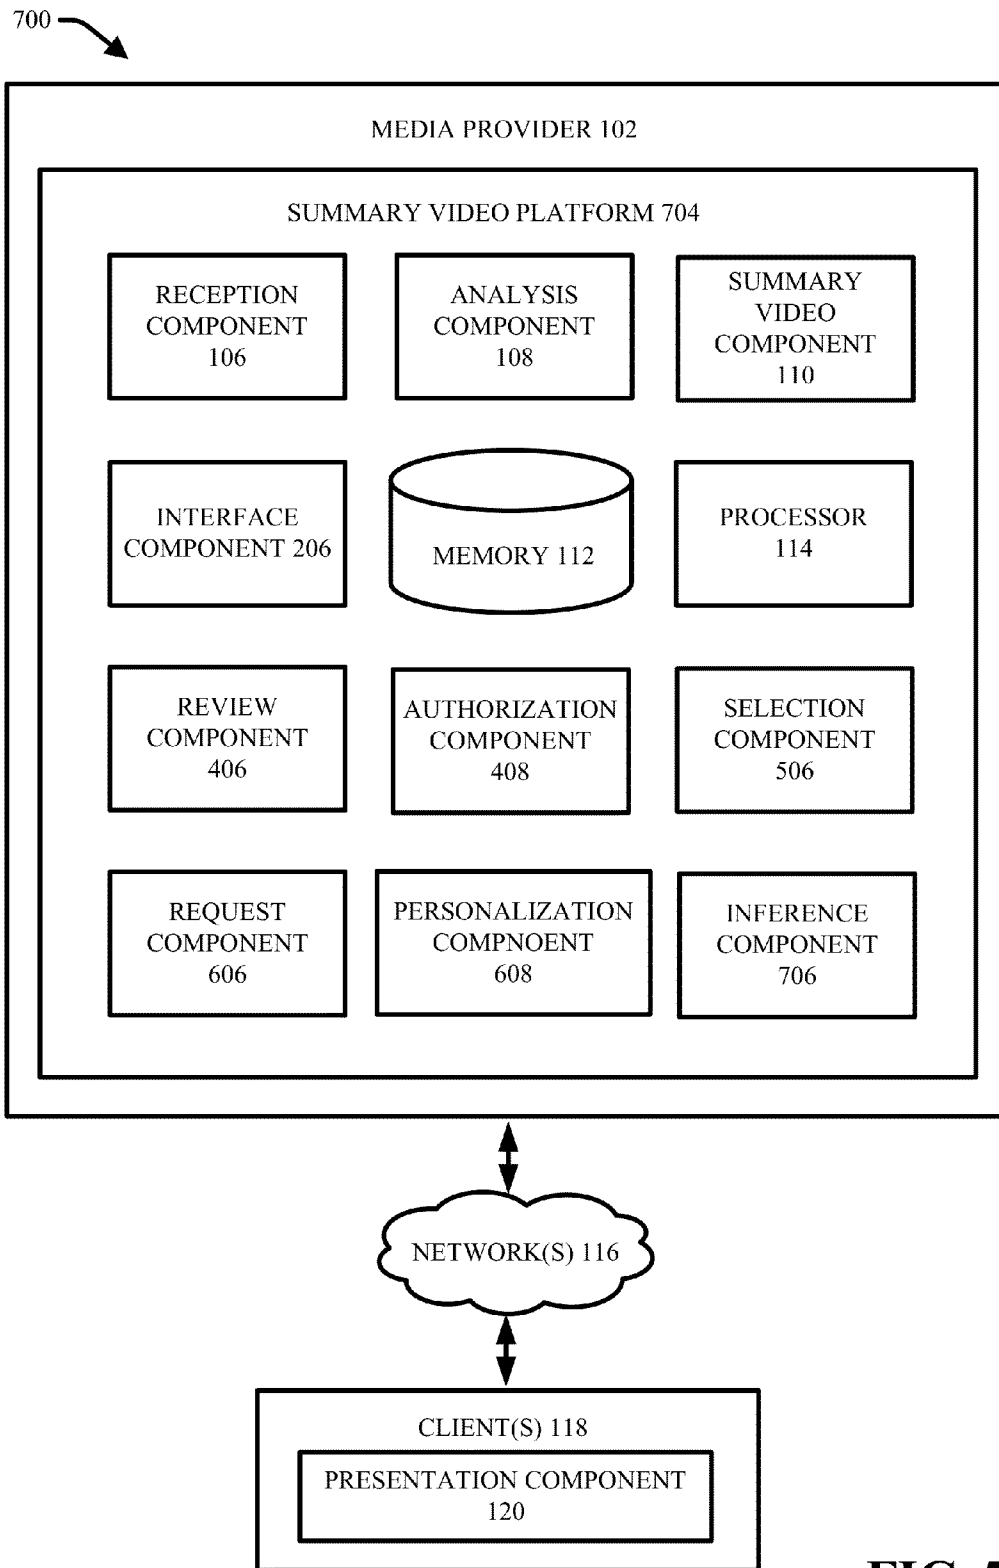 700
MEDIA PROVIDER 102
SUMMARY VIDEO PLATFORM 704
RECEPTION
COMPONENT
106
ANALYSIS
COMPONENT
108
SUMMARY
VIDEO
COMPONENT
110
INTERFACE
COMPONENT 206
MEMORY 112
PROCESSOR
114
REVIEW
COMPONENT
406
AUTHORIZATION
COMPONENT
408
SELECTION
COMPONENT
506
REQUEST
COMPONENT
606
PERSONALIZATION
COMPNOENT
608
INFERENCE
COMPONENT
706
NETWORK(S) 116
CLIENT(S) 118
PRESENTATION COMPONENT
120